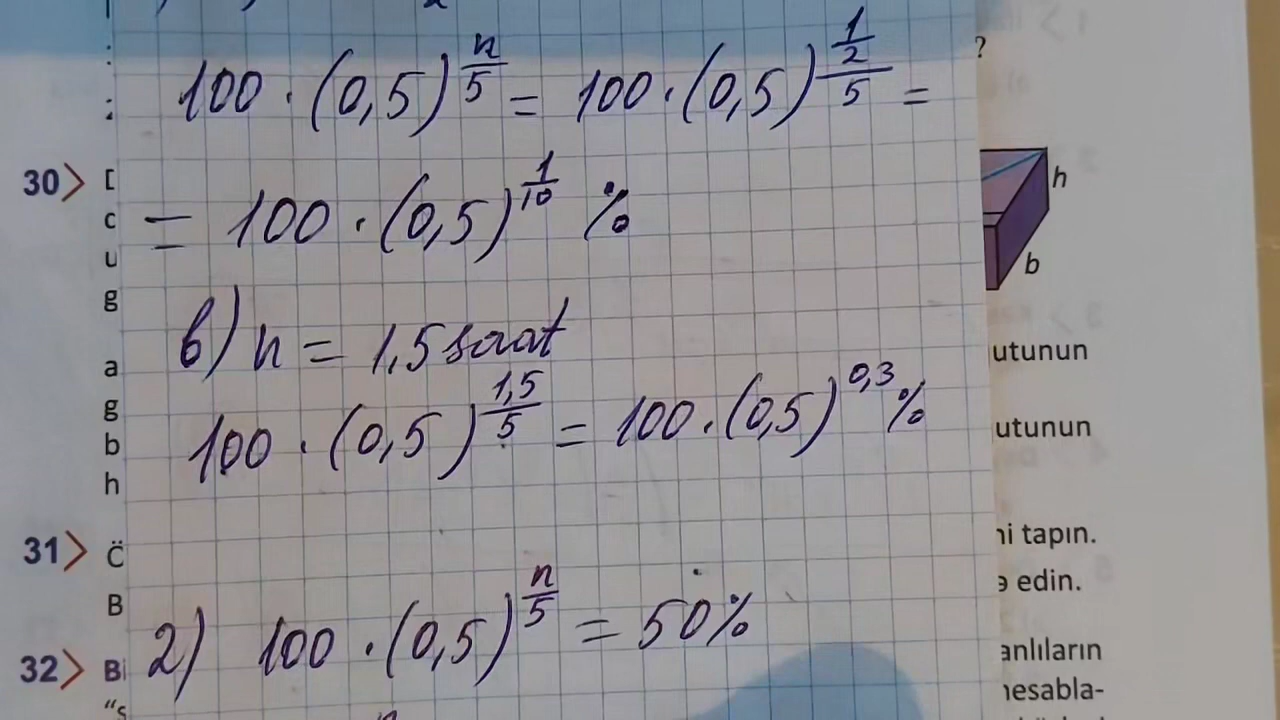 100 · (0,5)^(n/5) = 100 · (0,5)^((1/2)/5) =
?
30> = 100 · (0,5)^(1/10) %
h
c
u
b
g
b) n = 1,5 saat
utunun
a
100 · (0,5)^(1,5/5) = 100 · (0,5)^(0,3) %
g
utunun
b
h
ni tapın.
31> Ç
ə edin.
B
2) 100 · (0,5)^(n/5) = 50%
anlıların
32> Bi
hesabla-
"s